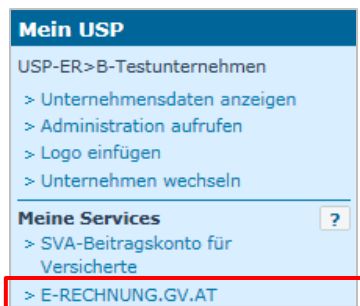 Mein USP
USP-ER>B-Testunternehmen
> Unternehmensdaten anzeigen
> Administration aufrufen
> Logo einfügen
> Unternehmen wechseln
Meine Services ?
> SVA-Beitragskonto für
Versicherte
> E-RECHNUNG.GV.AT